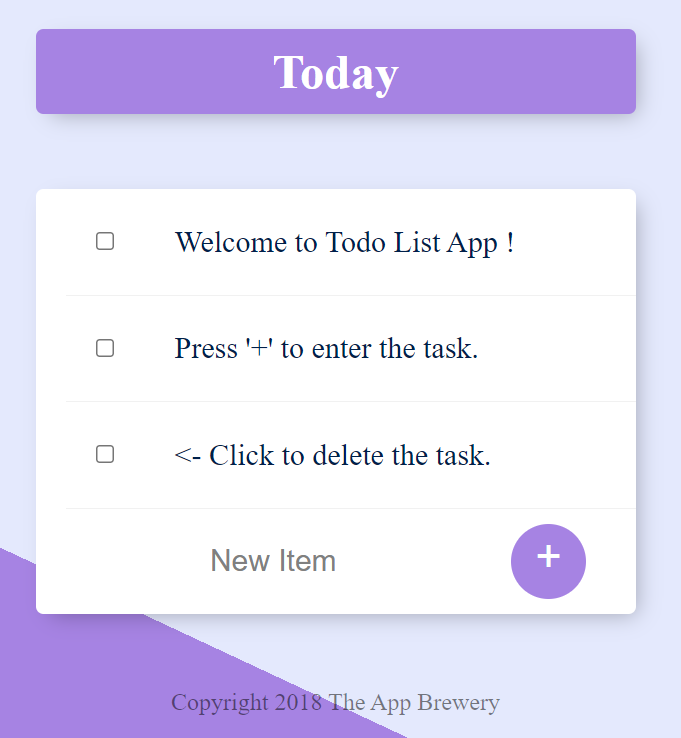 Today
Welcome to Todo List App !
Press '+' to enter the task.
<- Click to delete the task.
New Item
+
Copyright 2018 The App Brewery